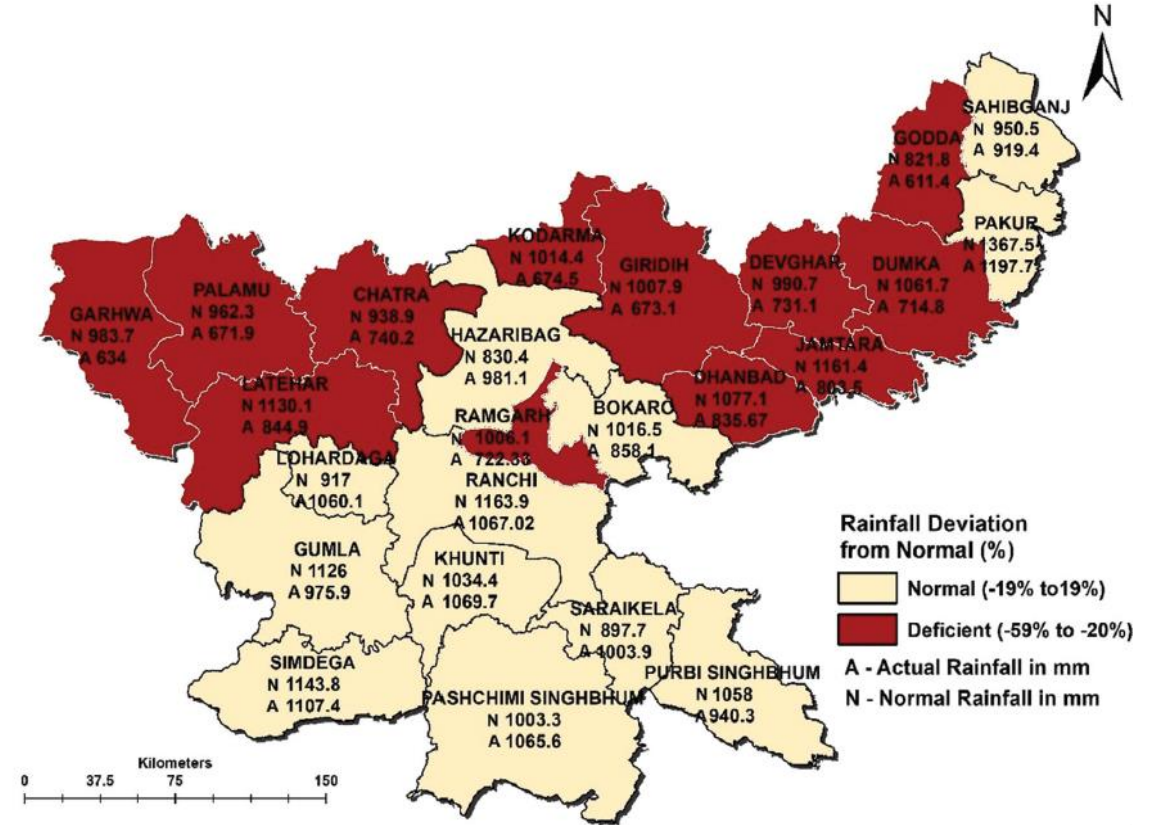 N
SAHIBGANJ
N 950.5
A 919.4
GODDA
N 821.8
A 611.4
PAKUR
N 1367.5
A 1197.7
KODARMA
N 1014.4
A 674.5
GIRIDIH
N 1007.9
A 673.1
DEVGHAR
N 990.7
A 731.1
DUMKA
N 1061.7
A 714.8
GARHWA
N 983.7
A 634
PALAMU
N 962.3
A 671.9
CHATRA
N 938.9
A 740.2
HAZARIBAG
N 830.4
A 981.1
JAMTARA
N 1161.4
A 803.5
LATEHAR
N 1130.1
A 844.9
DHANBAD
N 1077.1
A 835.67
RAMGARH
N 1006.1
A 722.33
BOKARO
N 1016.5
A 858.1
LOHARDAGA
N 917
A 1060.1
RANCHI
N 1163.9
A 1067.02
GUMLA
N 1126
A 975.9
KHUNTI
N 1034.4
A 1069.7
SARAIKELA
N 897.7
A 1003.9
SIMDEGA
N 1143.8
A 1107.4
PASHCHIMI SINGHBHUM
N 1003.3
A 1065.6
PURBI SINGHBHUM
N 1058
A 940.3
Rainfall Deviation
from Normal (%)
Normal (-19% to19%)
Deficient (-59% to -20%)
A - Actual Rainfall in mm
N - Normal Rainfall in mm
Kilometers
0 37.5 75 150